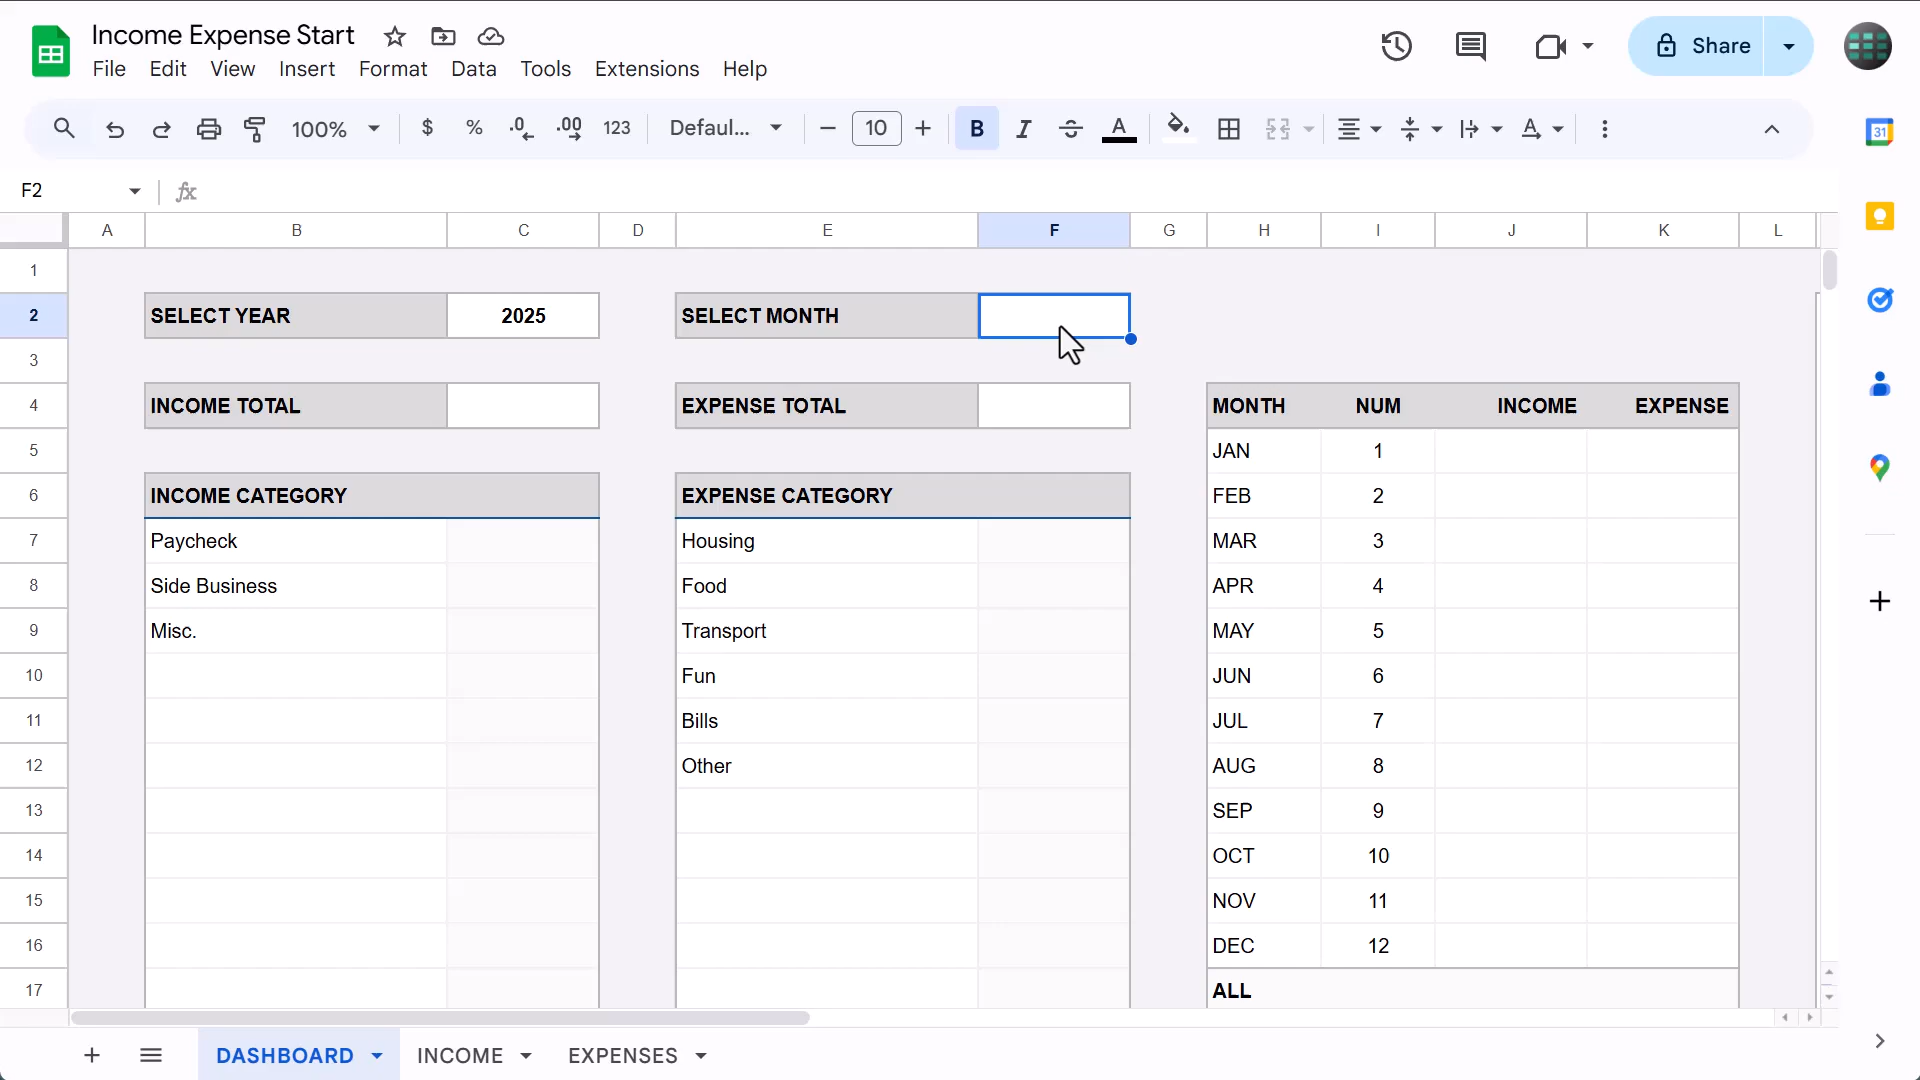 Income Expense Start
File Edit View Insert Format Data Tools Extensions Help
Share
100% $ % .0 .00 123 Defaul... 10 B I S A A
31
F2 fx
A B C D E F G H I J K L
1
2 SELECT YEAR 2025 SELECT MONTH
3
4 INCOME TOTAL EXPENSE TOTAL MONTH NUM INCOME EXPENSE
5 JAN 1
6 INCOME CATEGORY EXPENSE CATEGORY FEB 2
7 Paycheck Housing MAR 3
8 Side Business Food APR 4
9 Misc. Transport MAY 5
10 Fun JUN 6
11 Bills JUL 7
12 Other AUG 8
13 SEP 9
14 OCT 10
15 NOV 11
16 DEC 12
17 ALL
DASHBOARD INCOME EXPENSES